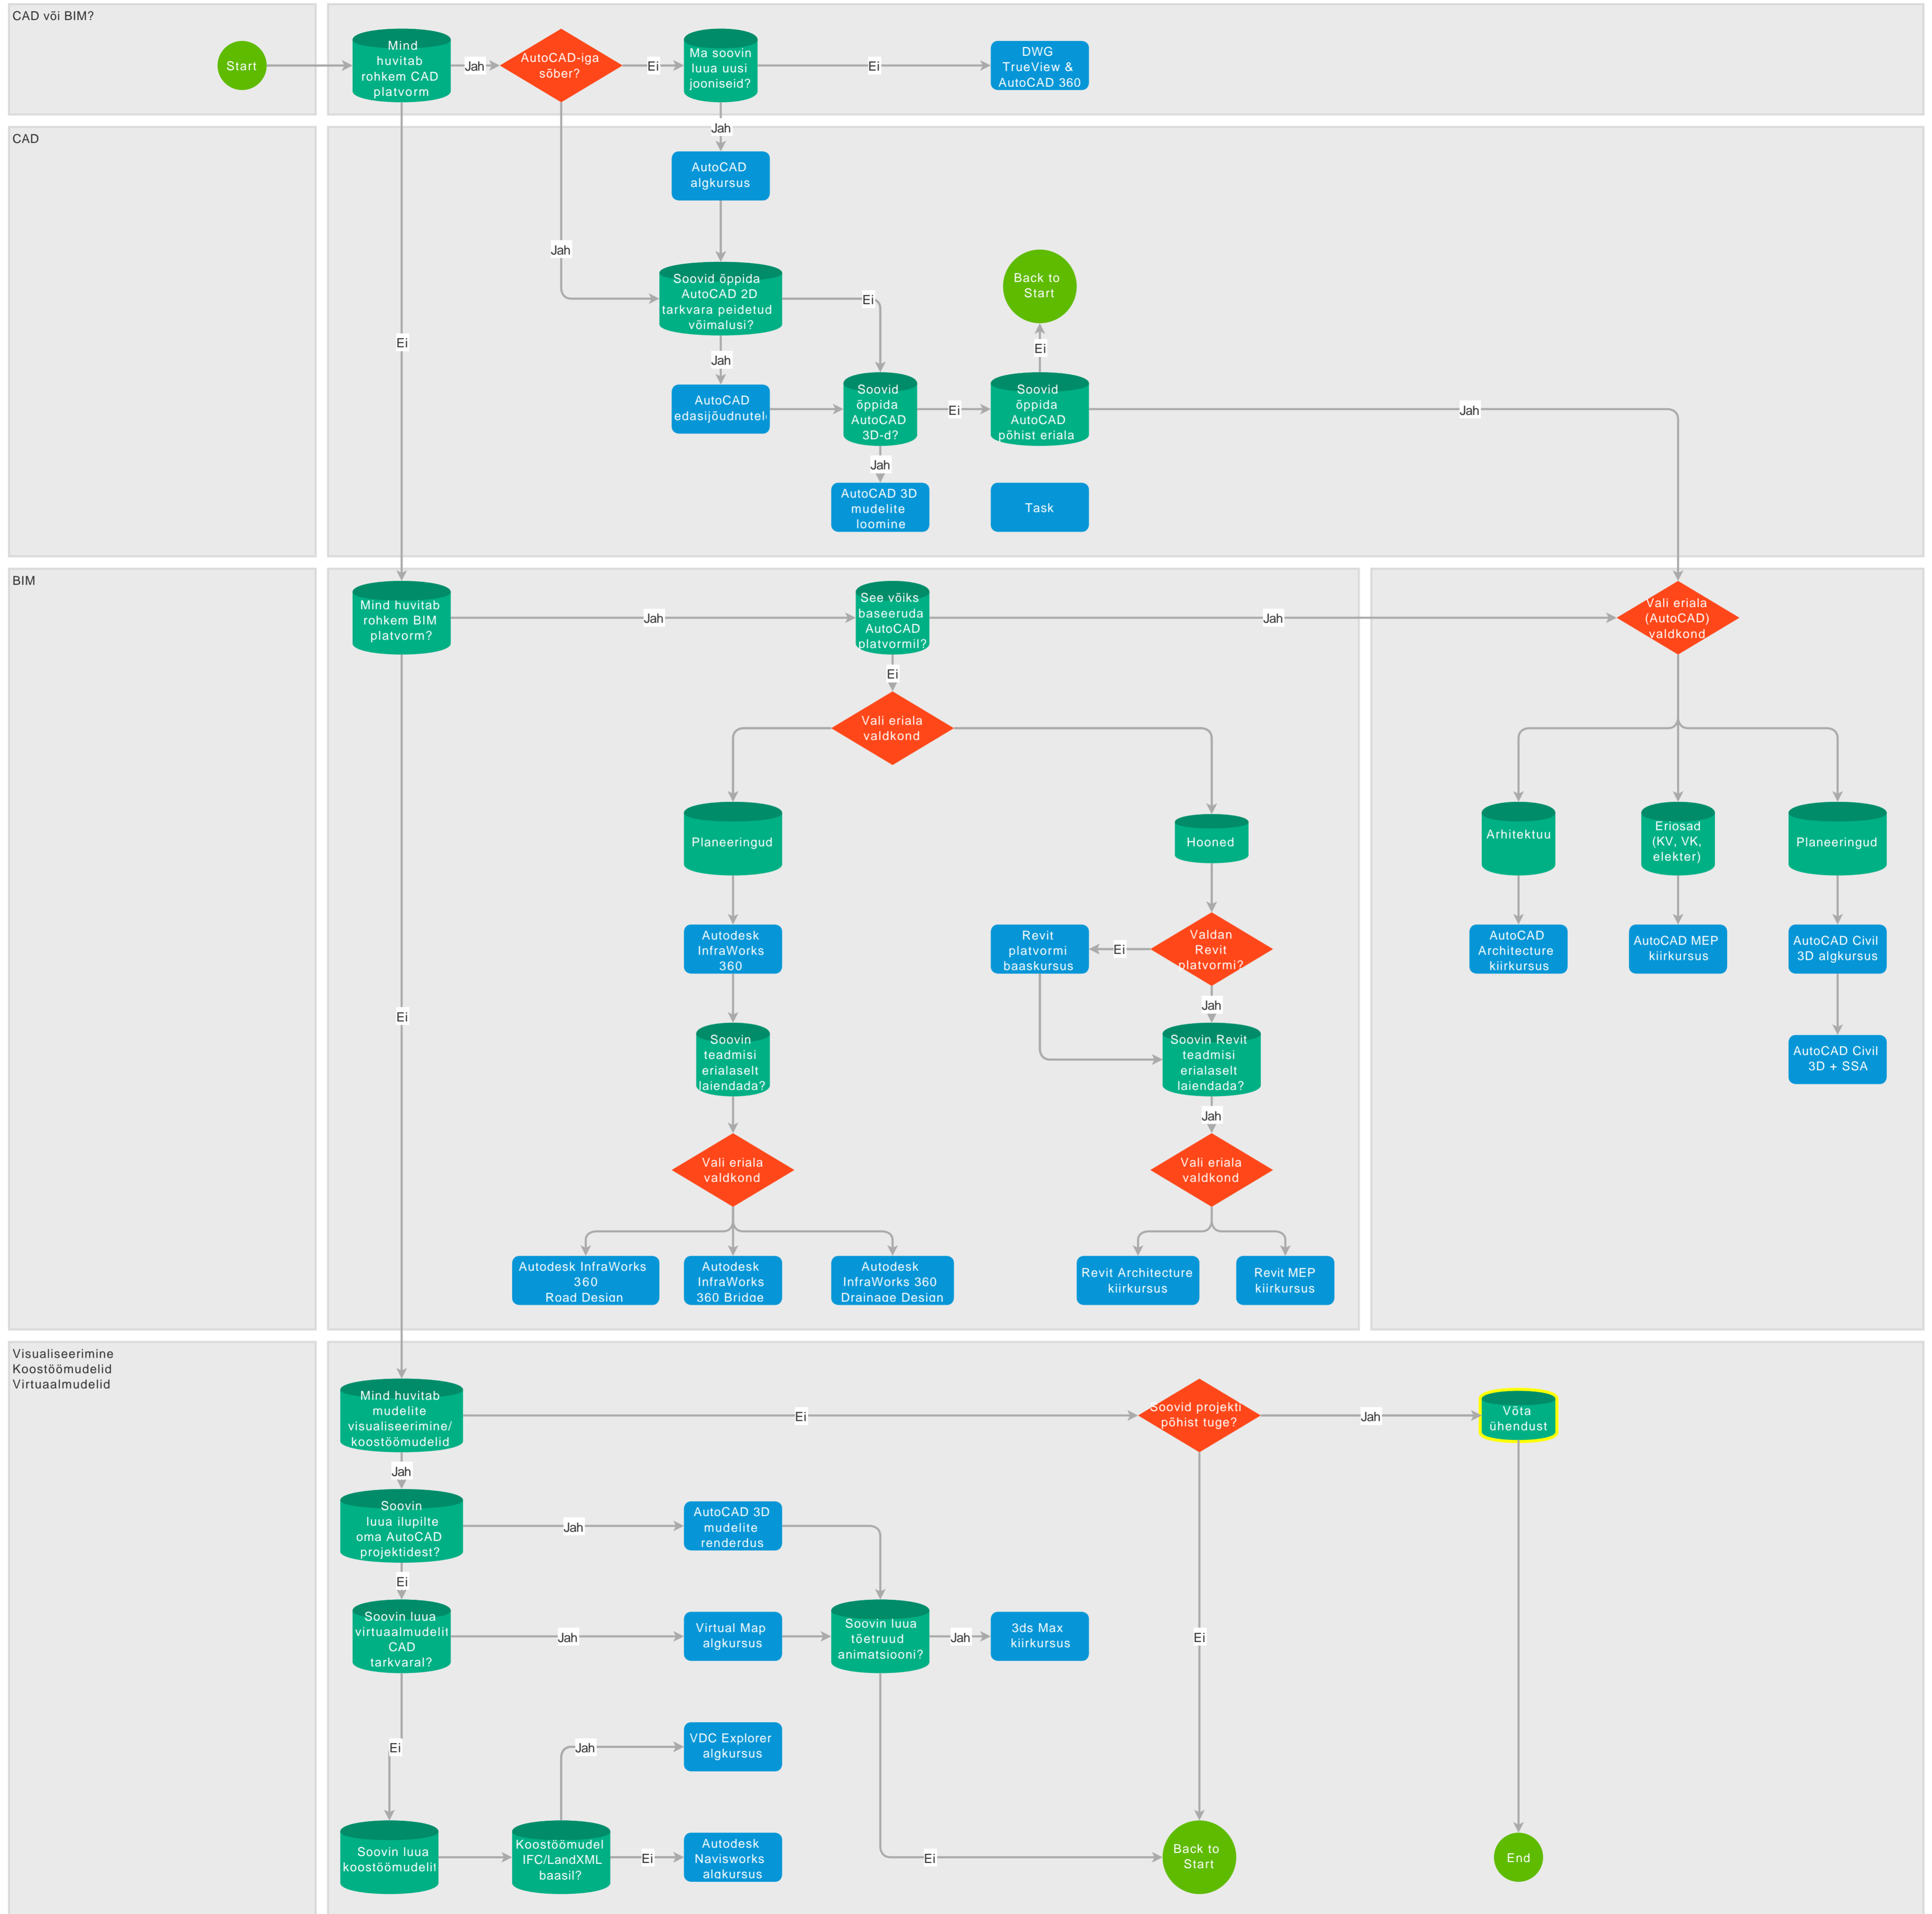 CAD või BIM?
Start
Mind
huvitab
rohkem CAD
platvorm
Jah
AutoCAD-iga
sõber?
Ei
Ma soovin
luua uusi
jooniseid?
Ei
DWG
TrueView &
AutoCAD 360
Jah
CAD
AutoCAD
algkursus
Jah
Soovid õppida
AutoCAD 2D
tarkvara peidetud
võimalusi?
Ei
Back to
Start
Ei
Ei
Jah
AutoCAD
edasijõudnutele
Soovid
õppida
AutoCAD
3D-d?
Ei
Soovid
õppida
AutoCAD
põhist eriala
Jah
Jah
AutoCAD 3D
mudelite
loomine
Task
BIM
Mind huvitab
rohkem BIM
platvorm?
Jah
See võiks
baseeruda
AutoCAD
platvormil?
Jah
Vali eriala
(AutoCAD)
valdkond
Ei
Vali eriala
valdkond
Planeeringud
Hooned
Arhitektuu
Eriosad
(KV, VK,
elekter)
Planeeringud
Autodesk
InfraWorks
360
Revit
platvormi
baaskursus
Ei
Valdan
Revit
platvormi?
AutoCAD
Architecture
kiirkursus
AutoCAD MEP
kiirkursus
AutoCAD Civil
3D algkursus
Ei
Jah
Soovin
teadmisi
erialaselt
laiendada?
Soovin Revit
teadmisi
erialaselt
laiendada?
AutoCAD Civil
3D + SSA
Jah
Vali eriala
valdkond
Vali eriala
valdkond
Autodesk InfraWorks
360
Road Design
Autodesk
InfraWorks
360 Bridge
Autodesk
InfraWorks 360
Drainage Design
Revit Architecture
kiirkursus
Revit MEP
kiirkursus
Visualiseerimine
Koostöömudelid
Virtuaalmudelid
Mind huvitab
mudelite
visualiseerimine/
koostöömudelid
Ei
Soovid projekti
põhist tuge?
Jah
Võta
ühendust
Jah
Soovin
luua ilupilte
oma AutoCAD
projektidest?
Jah
AutoCAD 3D
mudelite
renderdus
Ei
Soovin luua
virtuaalmudelit
CAD
tarkvaral?
Jah
Virtual Map
algkursus
Soovin luua
tõetruud
animatsiooni?
Jah
3ds Max
kiirkursus
Ei
Ei
Jah
VDC Explorer
algkursus
Soovin luua
koostöömudelit
Koostöömudel
IFC/LandXML
baasil?
Ei
Autodesk
Navisworks
algkursus
Ei
Back to
Start
End